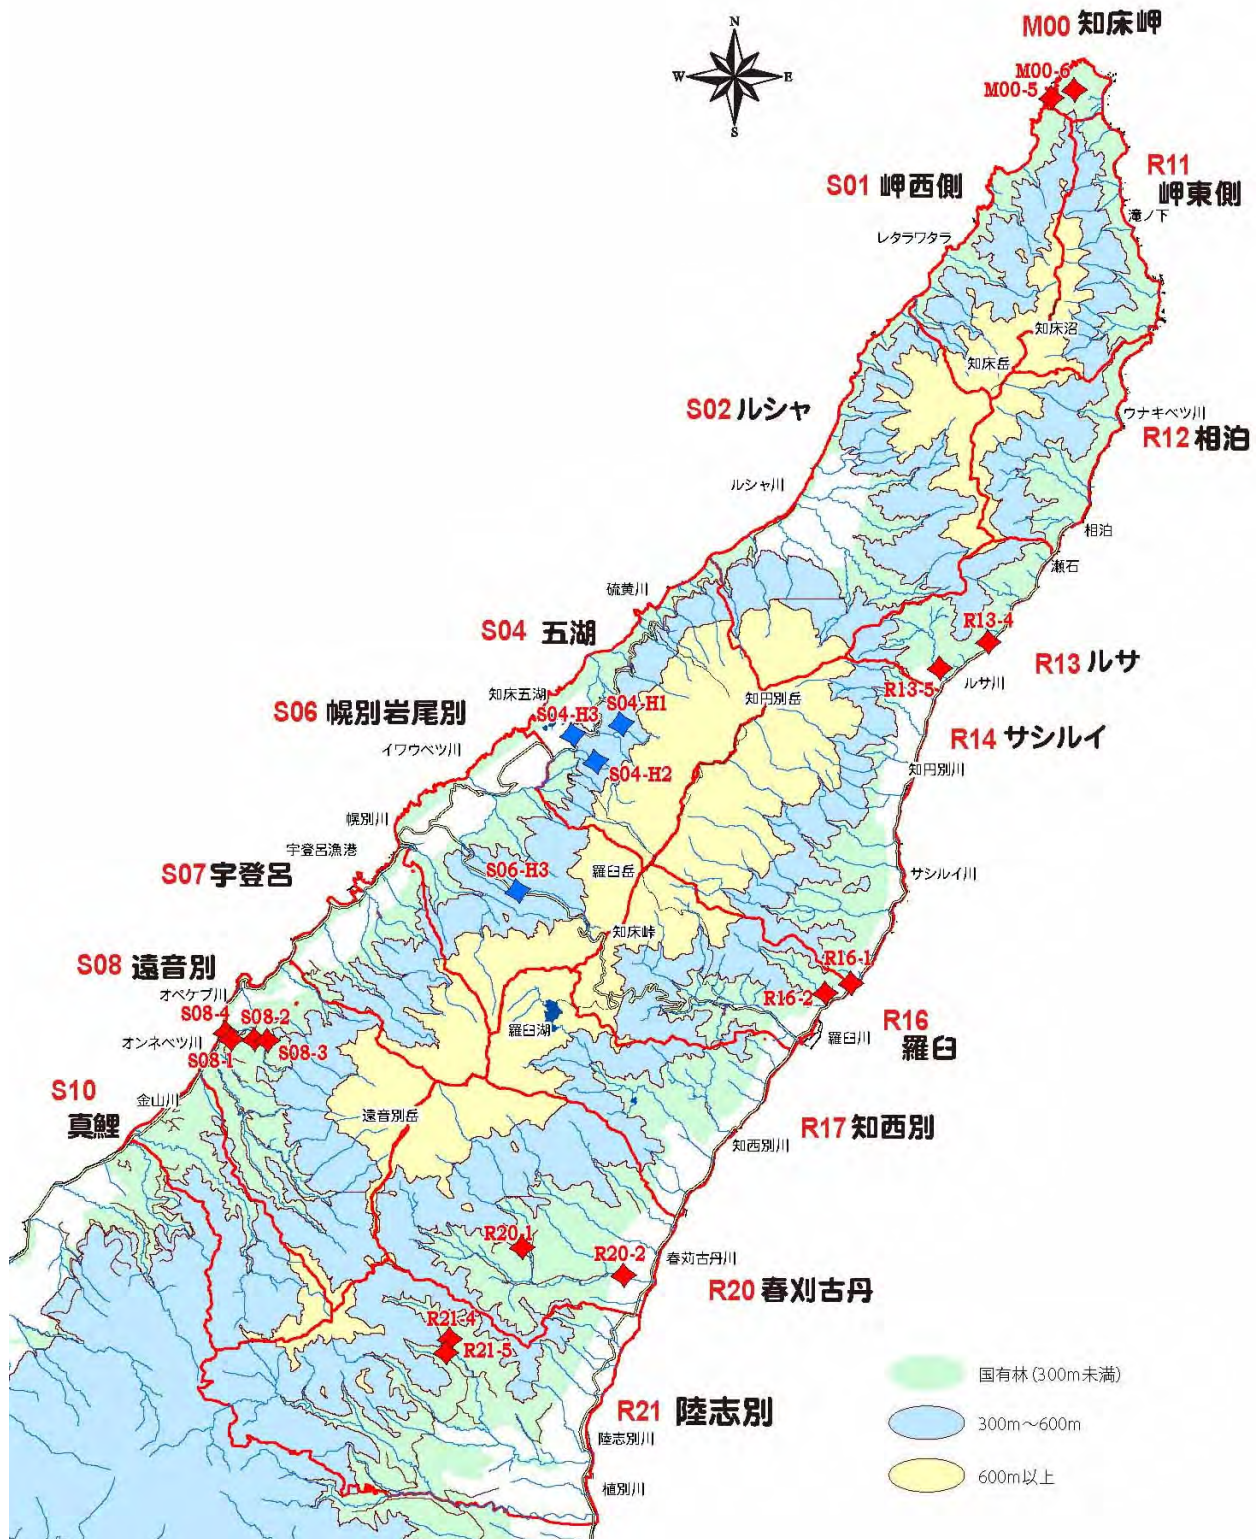 M00 知床岬
N
W
E
S
M00-6
M00-5
R11
岬東側
S01 岬西側
滝ノ下
レタラワタラ
知床沼
知床岳
S02 ルシャ
ウナキベツ川
R12 相泊
ルシャ川
相泊
瀬石
硫黄川
S04 五湖
R13-4
R13 ルサ
R13-5
ルサ川
知床五湖
知円別岳
S06 幌別岩尾別
S04-H3
S04-H1
R14 サシルイ
イワウベツ川
S04-H2
知円別川
幌別川
宇登呂漁港
S07 宇登呂
S06-H3
羅臼岳
サシルイ川
知床峠
S08 遠音別
R16-1
R16-2
オペケプ川
S08-4
S08-2
羅臼湖
羅臼川
R16
羅臼
オンネベツ川
S08-1
S08-3
S10
真鯉
金山川
遠音別岳
R17 知西別
知西別川
R20-1
R20-2
春苅古丹川
R20 春刈古丹
R21-4
R21-5
国有林(300m未満)
R21 陸志別
300m～600m
陸志別川
600m以上
植別川